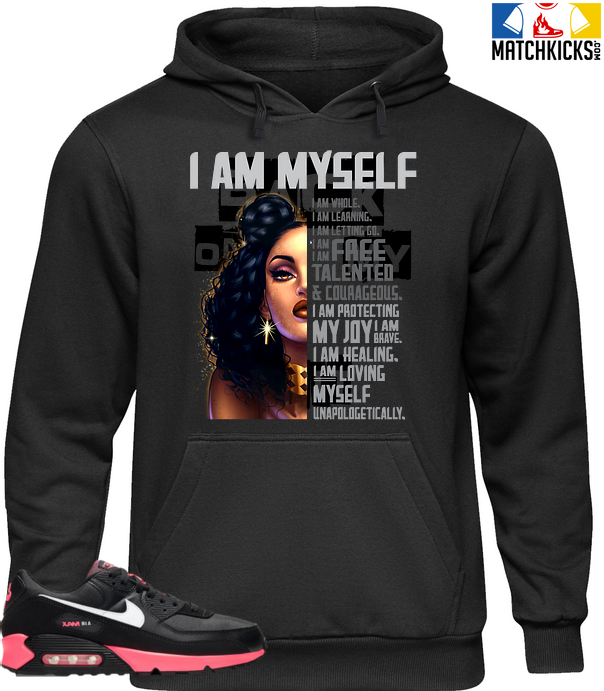 MATCHKICKS.COM
I AM MYSELF
BACK
I AM WHOLE.
I AM LEARNING.
I AM LETTING GO.
I AM
I AM FREE
TALENTED
& COURAGEOUS.
I AM PROTECTING
MY JOY I AM BRAVE.
I AM HEALING.
I AM LOVING
MYSELF
UNAPOLOGETICALLY.